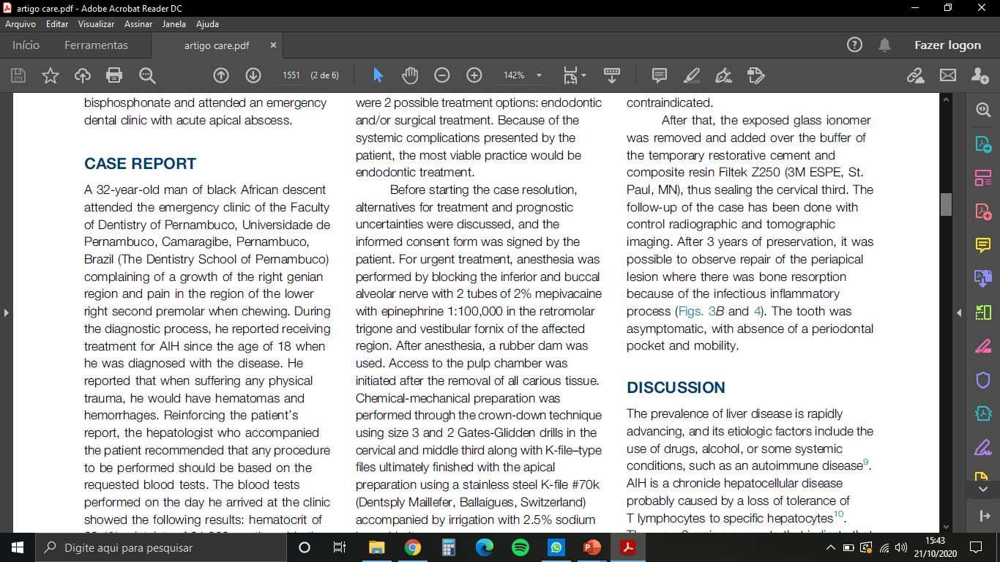 artigo care.pdf - Adobe Acrobat Reader DC
Arquivo Editar Visualizar Assinar Janela Ajuda
Início Ferramentas artigo care.pdf × Fazer logon
1551 (2 de 6) 142%
bisphosphonate and attended an emergency
dental clinic with acute apical abscess.
CASE REPORT
A 32-year-old man of black African descent
attended the emergency clinic of the Faculty
of Dentistry of Pernambuco, Universidade de
Pernambuco, Camaragibe, Pernambuco,
Brazil (The Dentistry School of Pernambuco)
complaining of a growth of the right genian
region and pain in the region of the lower
right second premolar when chewing. During
the diagnostic process, he reported receiving
treatment for AIH since the age of 18 when
he was diagnosed with the disease. He
reported that when suffering any physical
trauma, he would have hematomas and
hemorrhages. Reinforcing the patient's
report, the hepatologist who accompanied
the patient recommended that any procedure
to be performed should be based on the
requested blood tests. The blood tests
performed on the day he arrived at the clinic
showed the following results: hematocrit of
were 2 possible treatment options: endodontic
and/or surgical treatment. Because of the
systemic complications presented by the
patient, the most viable practice would be
endodontic treatment.
Before starting the case resolution,
alternatives for treatment and prognostic
uncertainties were discussed, and the
informed consent form was signed by the
patient. For urgent treatment, anesthesia was
performed by blocking the inferior and buccal
alveolar nerve with 2 tubes of 2% mepivacaine
with epinephrine 1:100,000 in the retromolar
trigone and vestibular fornix of the affected
region. After anesthesia, a rubber dam was
used. Access to the pulp chamber was
initiated after the removal of all carious tissue.
Chemical-mechanical preparation was
performed through the crown-down technique
using size 3 and 2 Gates-Glidden drills in the
cervical and middle third along with K-file–type
files ultimately finished with the apical
preparation using a stainless steel K-file #70k
(Dentsply Maillefer, Ballaigues, Switzerland)
accompanied by irrigation with 2.5% sodium
contraindicated.
After that, the exposed glass ionomer
was removed and added over the buffer of
the temporary restorative cement and
composite resin Filtek Z250 (3M ESPE, St.
Paul, MN), thus sealing the cervical third. The
follow-up of the case has been done with
control radiographic and tomographic
imaging. After 3 years of preservation, it was
possible to observe repair of the periapical
lesion where there was bone resorption
because of the infectious inflammatory
process (Figs. 3B and 4). The tooth was
asymptomatic, with absence of a periodontal
pocket and mobility.
DISCUSSION
The prevalence of liver disease is rapidly
advancing, and its etiologic factors include the
use of drugs, alcohol, or some systemic
conditions, such as an autoimmune disease9.
AIH is a chronicle hepatocellular disease
probably caused by a loss of tolerance of
T lymphocytes to specific hepatocytes10.
Digite aqui para pesquisar
15:43
21/10/2020